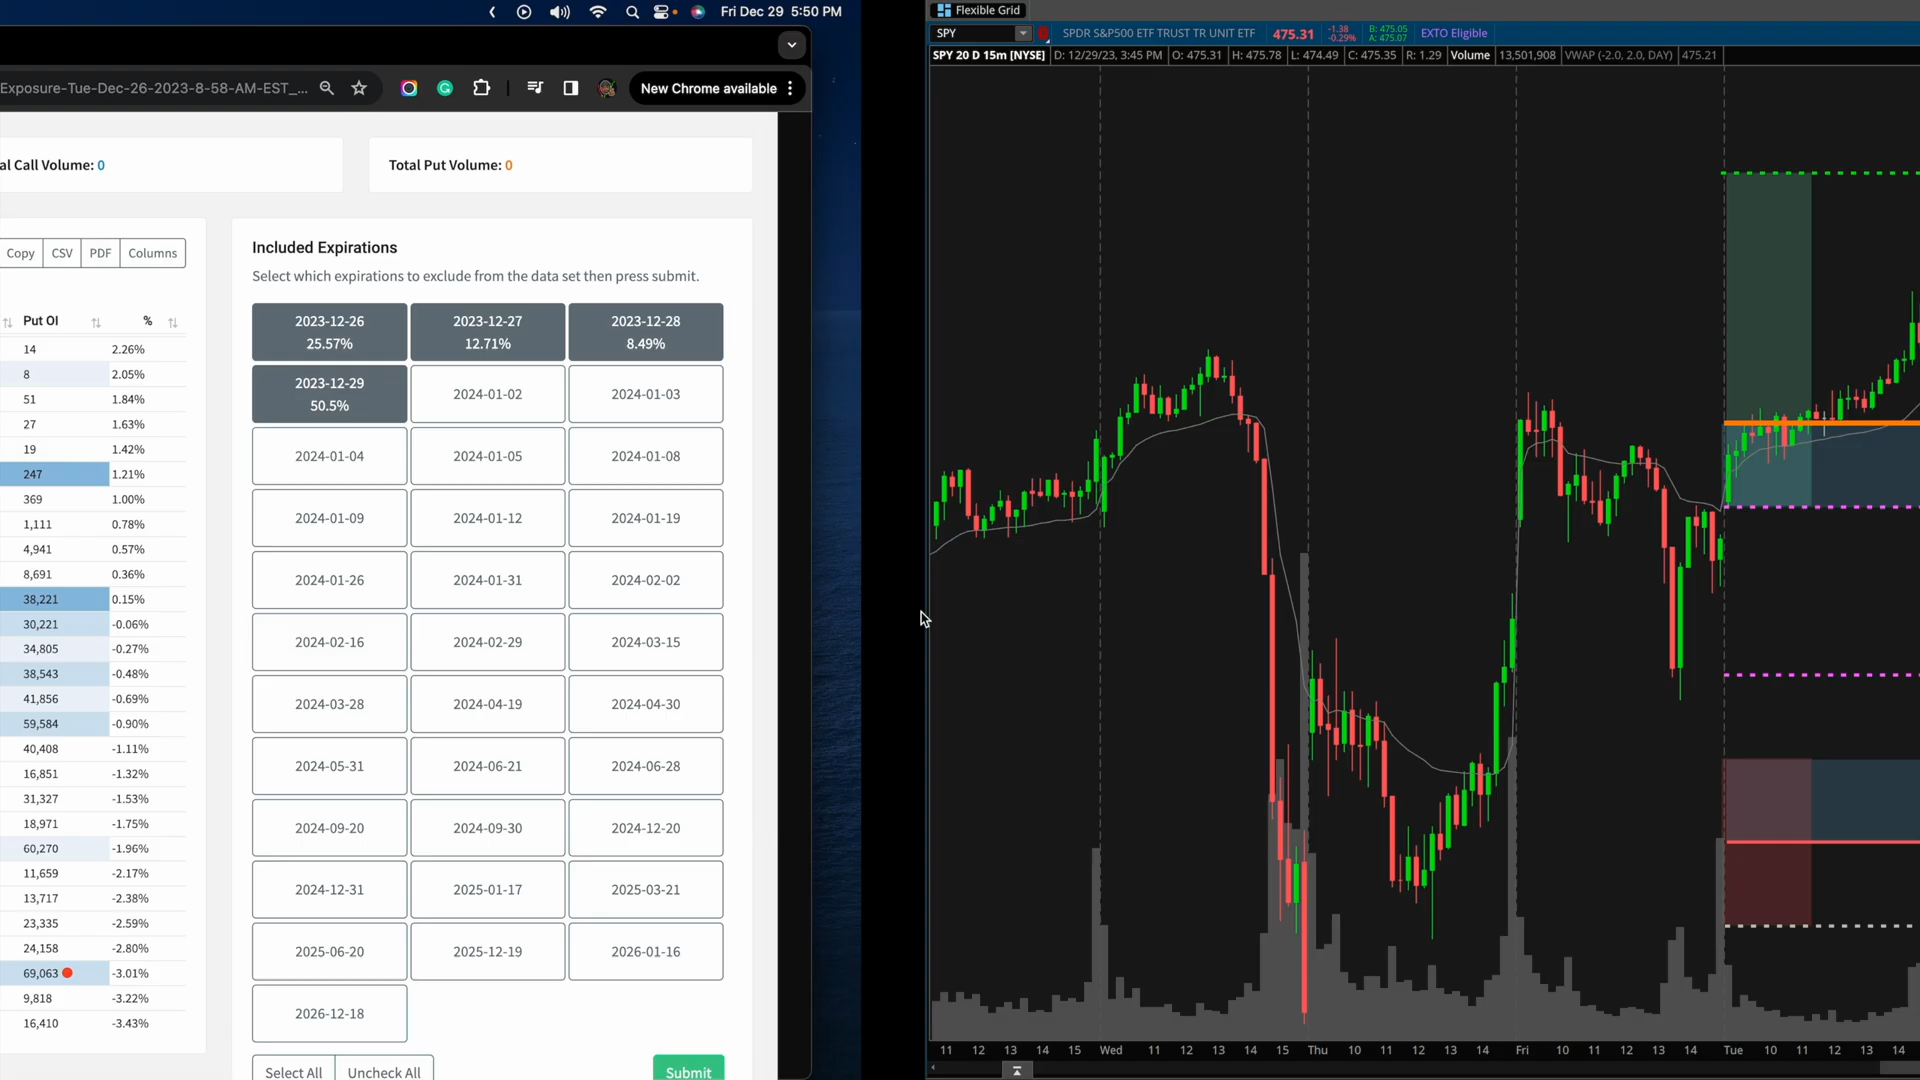 Fri Dec 29 5:50 PM
Exposure-Tue-Dec-26-2023-8-58-AM-EST_...
New Chrome available
al Call Volume: 0
Total Put Volume: 0
Copy
CSV
PDF
Columns
Put OI
%
14 2.26%
8 2.05%
51 1.84%
27 1.63%
19 1.42%
247 1.21%
369 1.00%
1,111 0.78%
4,941 0.57%
8,691 0.36%
38,221 0.15%
30,221 -0.06%
34,805 -0.27%
38,543 -0.48%
41,856 -0.69%
59,584 -0.90%
40,408 -1.11%
16,851 -1.32%
31,327 -1.53%
18,971 -1.75%
60,270 -1.96%
11,659 -2.17%
13,717 -2.38%
23,335 -2.59%
24,158 -2.80%
69,063 -3.01%
9,818 -3.22%
16,410 -3.43%
Included Expirations
Select which expirations to exclude from the data set then press submit.
2023-12-26 2023-12-27 2023-12-28
25.57% 12.71% 8.49%
2023-12-29
50.5%
2024-01-02 2024-01-03
2024-01-04 2024-01-05 2024-01-08
2024-01-09 2024-01-12 2024-01-19
2024-01-26 2024-01-31 2024-02-02
2024-02-16 2024-02-29 2024-03-15
2024-03-28 2024-04-19 2024-04-30
2024-05-31 2024-06-21 2024-06-28
2024-09-20 2024-09-30 2024-12-20
2024-12-31 2025-01-17 2025-03-21
2025-06-20 2025-12-19 2026-01-16
2026-12-18
Select All
Uncheck All
Submit
Flexible Grid
SPY
SPDR S&P500 ETF TRUST TR UNIT ETF
475.31
-1.38
-0.29%
B: 475.05
A: 475.07
EXTO Eligible
SPY 20 D 15m [NYSE] D: 12/29/23, 3:45 PM O: 475.31 H: 475.78 L: 474.49 C: 475.35 R: 1.29 Volume 13,501,908 VWAP (-2.0, 2.0, DAY) 475.21
11 12 13 14 15 Wed 11 12 13 14 15 Thu 10 11 12 13 14 Fri 10 11 12 13 14 Tue 10 11 12 13 14